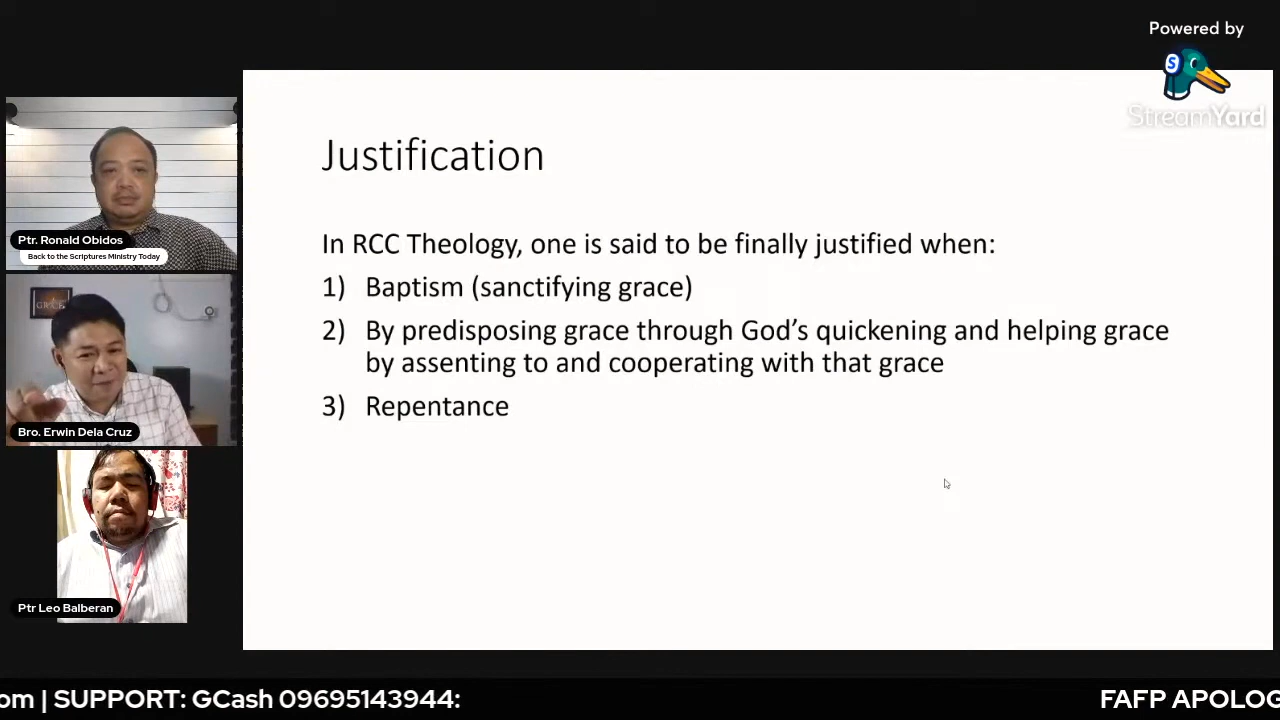 Powered by
S
StreamYard
Justification
In RCC Theology, one is said to be finally justified when:
1) Baptism (sanctifying grace)
2) By predisposing grace through God’s quickening and helping grace
by assenting to and cooperating with that grace
3) Repentance
Ptr. Ronald Obidos
Back to the Scriptures Ministry Today
Bro. Erwin Dela Cruz
Ptr Leo Balberan
om | SUPPORT: GCash 09695143944:
FAFP APOLOG